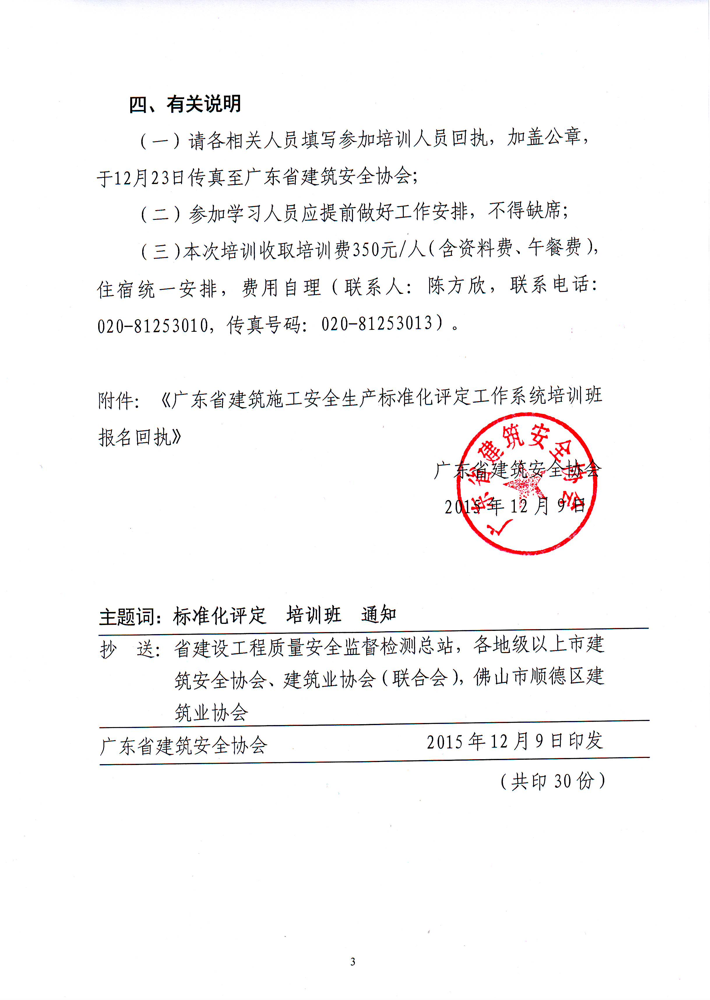 四、有关说明
（一）请各相关人员填写参加培训人员回执，加盖公章，
于12月23日传真至广东省建筑安全协会；
（二）参加学习人员应提前做好工作安排，不得缺席；
（三）本次培训收取培训费350元/人（含资料费、午餐费），
住宿统一安排，费用自理（联系人：陈方欣，联系电话：
020-81253010，传真号码：020-81253013）。
附件：《广东省建筑施工安全生产标准化评定工作系统培训班
报名回执》
广东省建筑安全协会
广东省建筑安全协会
2015年12月9日
主题词：标准化评定 培训班 通知
抄 送：省建设工程质量安全监督检测总站，各地级以上市建
筑安全协会、建筑业协会（联合会），佛山市顺德区建
筑业协会
广东省建筑安全协会 2015年12月9日印发
（共印 30 份）
3